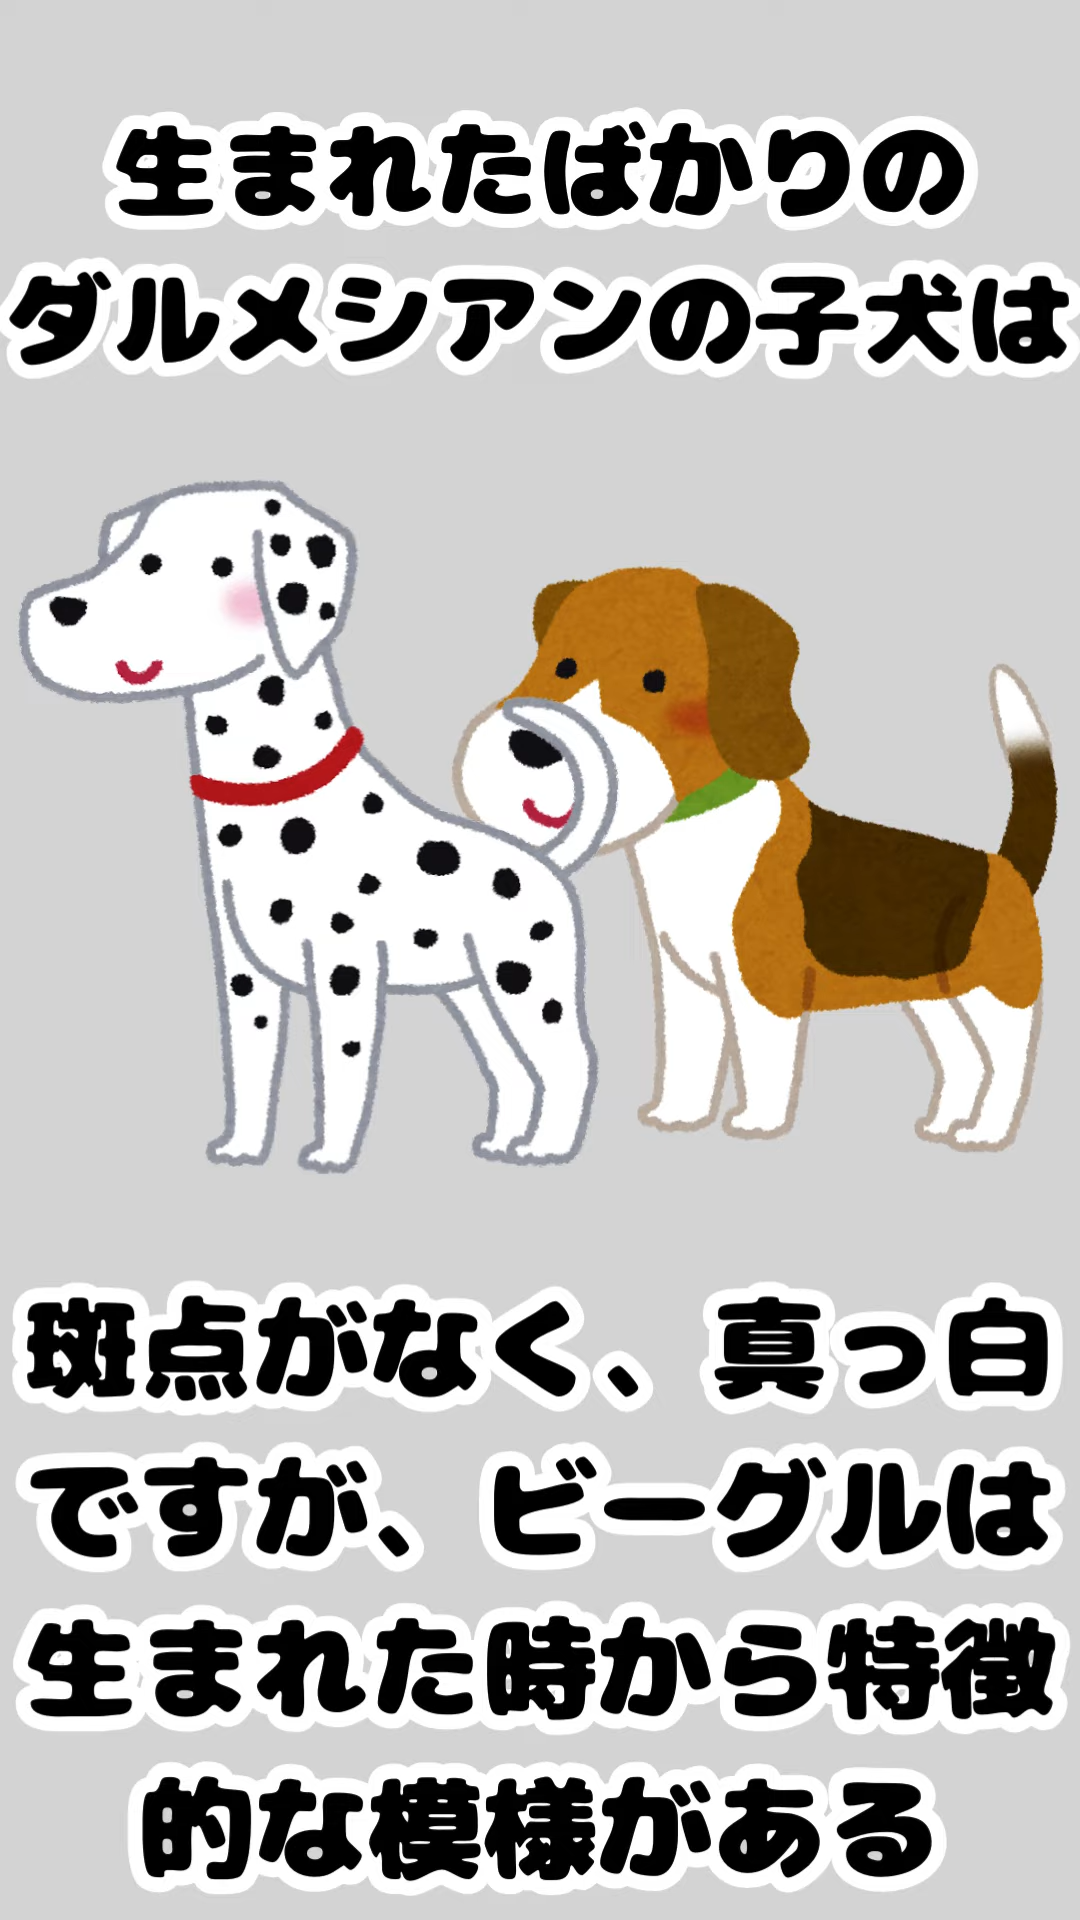 生まれたばかりの
ダルメシアンの子犬は
斑点がなく、真っ白
ですが、ビーグルは
生まれた時から特徴
的な模様がある